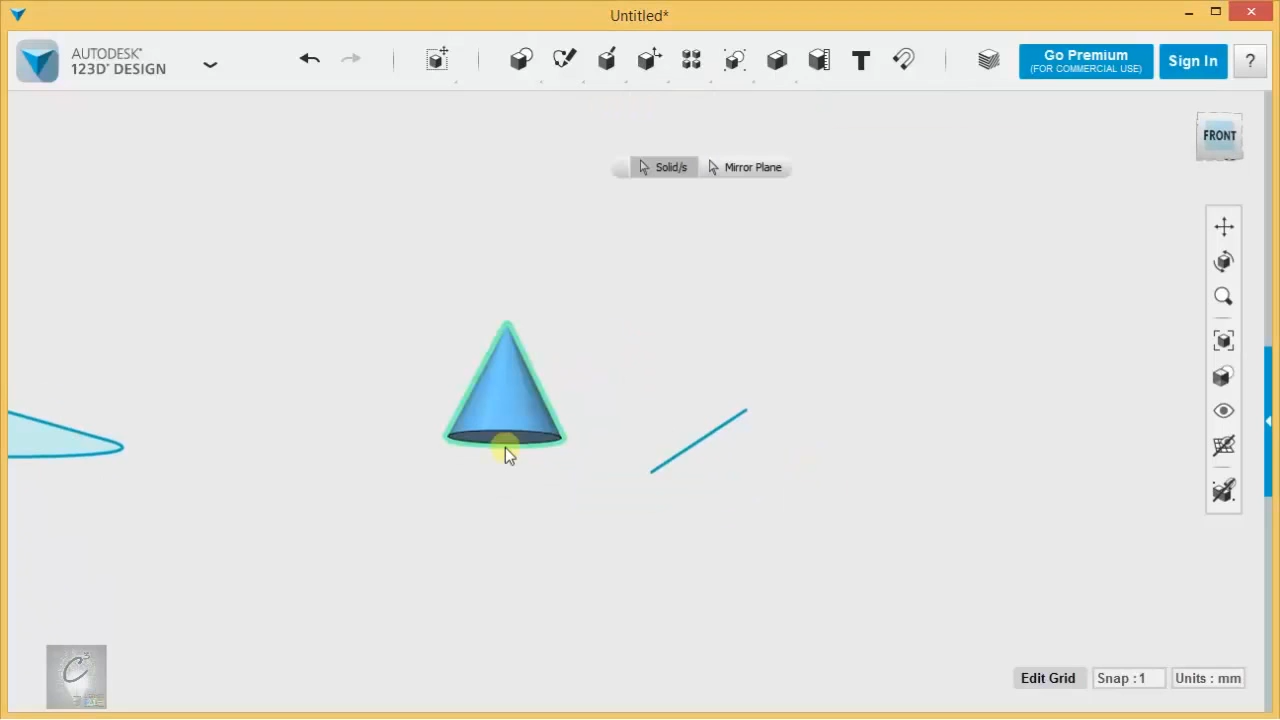 Untitled*
AUTODESK®
123D® DESIGN
Go Premium
(FOR COMMERCIAL USE)
Sign In
?
FRONT
Solid/s
Mirror Plane
Edit Grid
Snap : 1
Units : mm